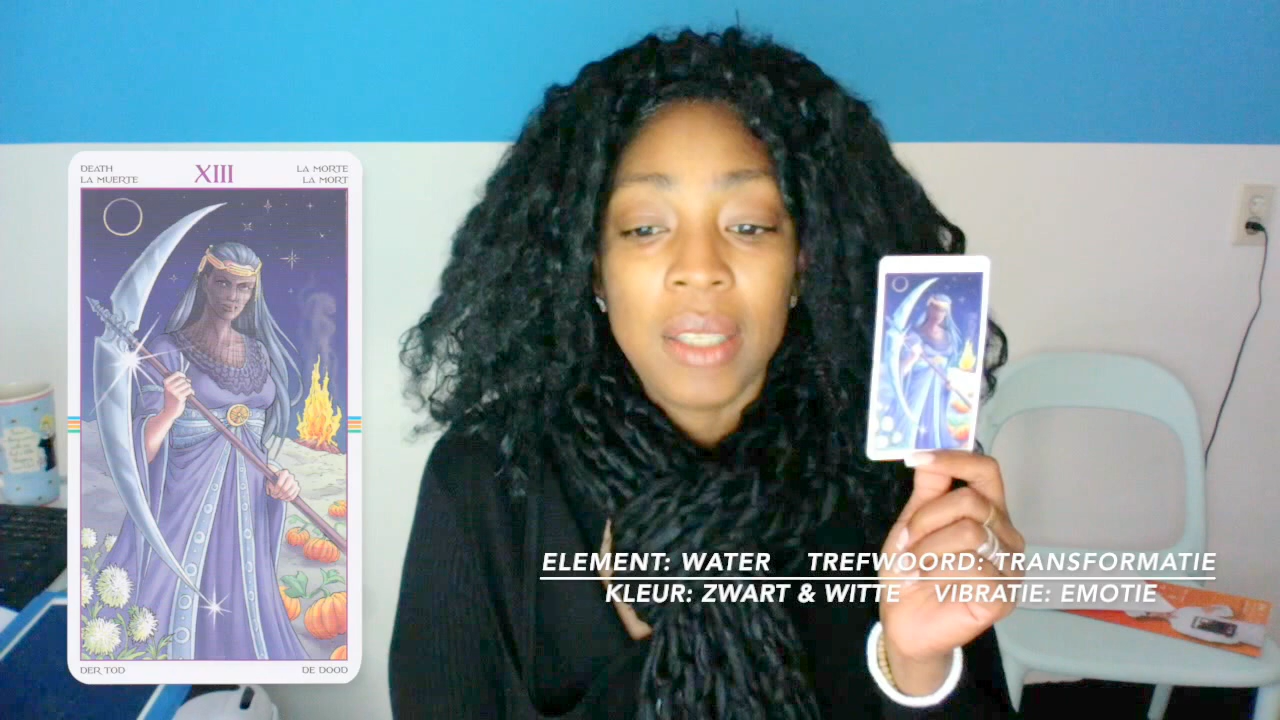 DEATH
LA MUERTE
XIII
LA MORTE
LA MORT
DER TOD
DE DOOD
ELEMENT: WATER TREFWOORD: TRANSFORMATIE
KLEUR: ZWART & WITTE VIBRATIE: EMOTIE